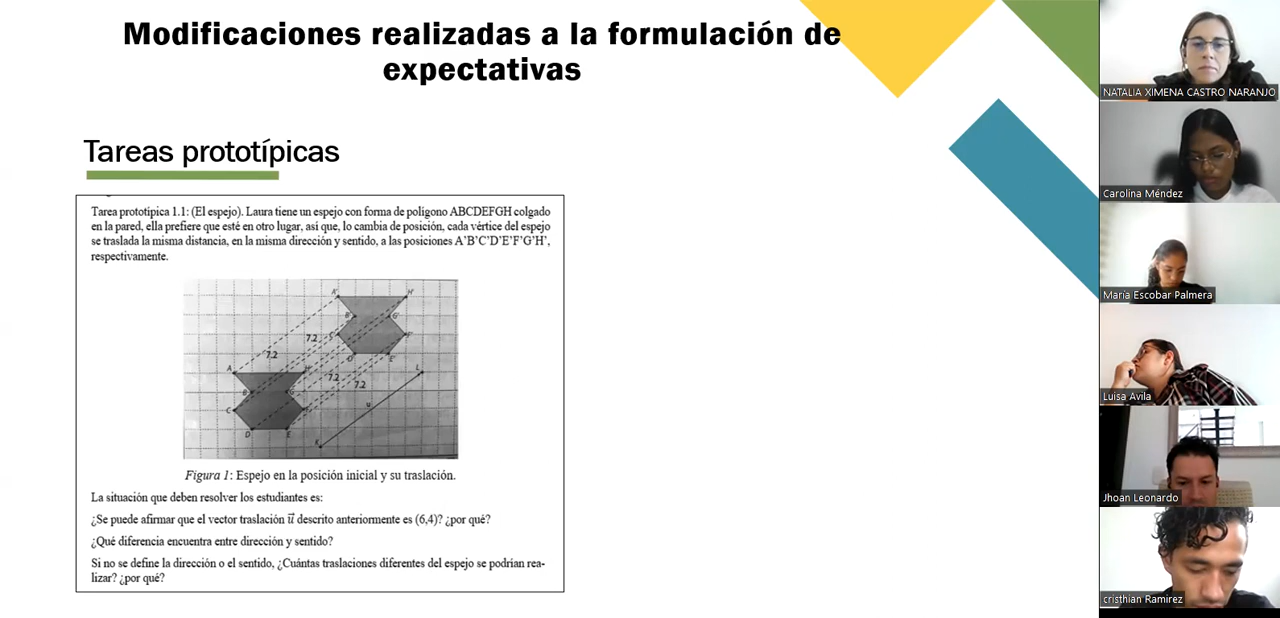 Modificaciones realizadas a la formulación de
expectativas
Tareas prototípicas
Tarea prototípica 1.1: (El espejo). Laura tiene un espejo con forma de polígono ABCDEFGH colgado
en la pared, ella prefiere que esté en otro lugar, así que, lo cambia de posición, cada vértice del espejo
se traslada la misma distancia, en la misma dirección y sentido, a las posiciones A'B'C'D'E'F'G'H',
respectivamente.
A' H'
B' G'
C' F'
D' E'
7.2
7.2
7.2
7.2
A
B G
C
D E
L
u
K
Figura 1: Espejo en la posición inicial y su traslación.
La situación que deben resolver los estudiantes es:
¿Se puede afirmar que el vector traslación u⃗ descrito anteriormente es (6,4)? ¿por qué?
¿Qué diferencia encuentra entre dirección y sentido?
Si no se define la dirección o el sentido, ¿Cuántas traslaciones diferentes del espejo se podrían rea-
lizar? ¿por qué?
NATALIA XIMENA CASTRO NARANJO
Carolina Méndez
María Escobar Palmera
Luisa Avila
Jhoan Leonardo
cristhian Ramirez